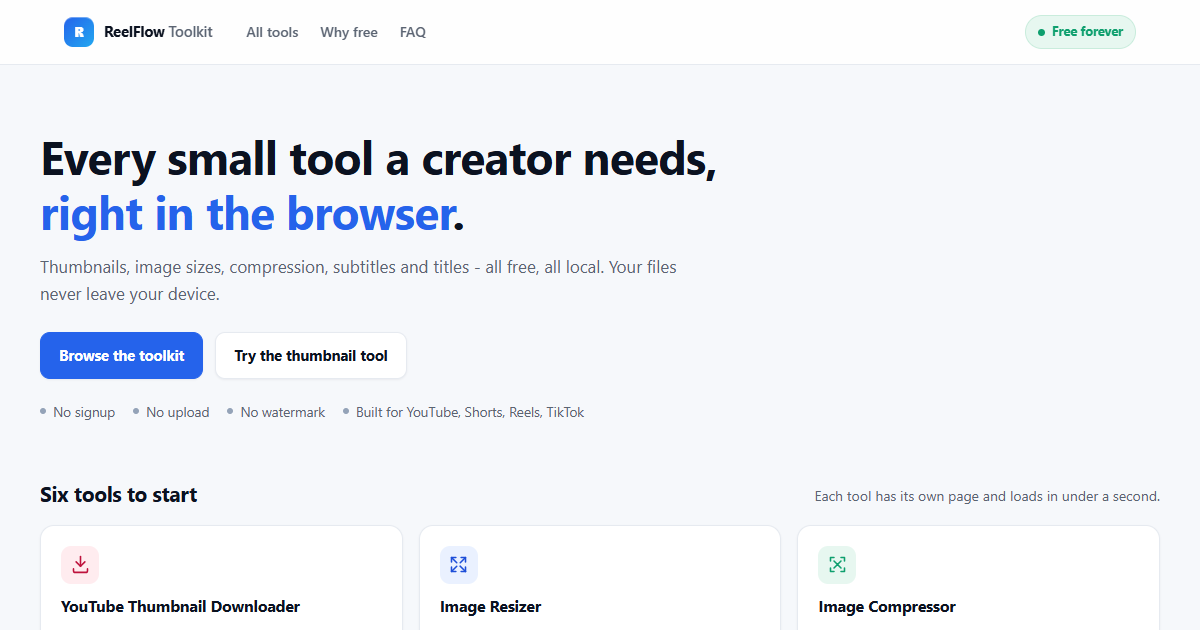 R ReelFlow Toolkit All tools Why free FAQ Free forever
Every small tool a creator needs,
right in the browser.
Thumbnails, image sizes, compression, subtitles and titles - all free, all local. Your files
never leave your device.
Browse the toolkit Try the thumbnail tool
No signup No upload No watermark Built for YouTube, Shorts, Reels, TikTok
Six tools to start Each tool has its own page and loads in under a second.
YouTube Thumbnail Downloader Image Resizer Image Compressor